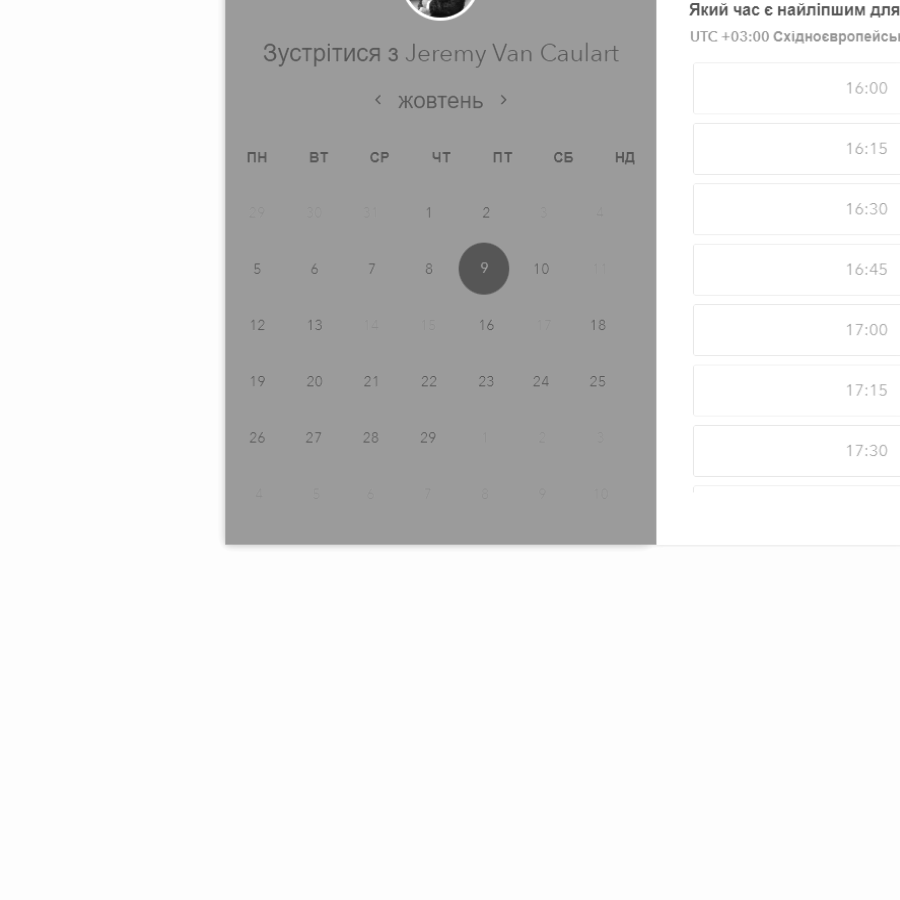 Зустрітися з Jeremy Van Caulart
жовтень
ПН ВТ СР ЧТ ПТ СБ НД
29 30 31 1 2 3 4
5 6 7 8 9 10 11
12 13 14 15 16 17 18
19 20 21 22 23 24 25
26 27 28 29 1 2 3
4 5 6 7 8 9 10
Який час є найліпшим для
UTC +03:00 Східноєвропейсь
16:00
16:15
16:30
16:45
17:00
17:15
17:30